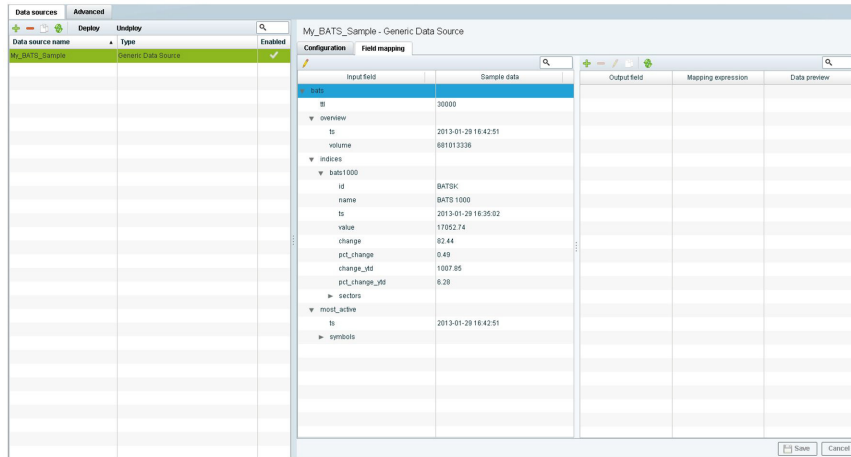 Data sources Advanced
Deploy Undploy
Data source name Type Enabled
My_BATS_Sample Generic Data Source
My_BATS_Sample - Generic Data Source
Configuration Field mapping
Input field Sample data
bats
ttl 30000
overview
ts 2013-01-29 16:42:51
volume 681013336
indices
bats1000
id BATSK
name BATS 1000
ts 2013-01-29 16:35:02
value 17052.74
change 82.44
pct_change 0.49
change_ytd 1007.85
pct_change_ytd 6.28
sectors
most_active
ts 2013-01-29 16:42:51
symbols
Output field Mapping expression Data preview
Save Cancel